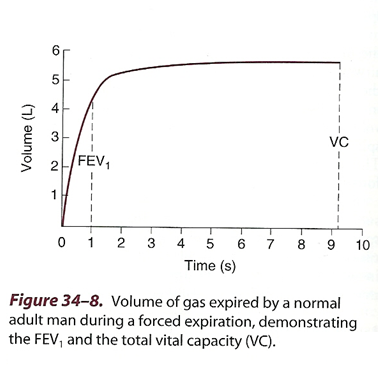 6
5
4
3
2
1
Volume (L)
FEV₁
VC
0 1 2 3 4 5 6 7 8 9 10
Time (s)
Figure 34–8. Volume of gas expired by a normal
adult man during a forced expiration, demonstrating
the FEV₁ and the total vital capacity (VC).